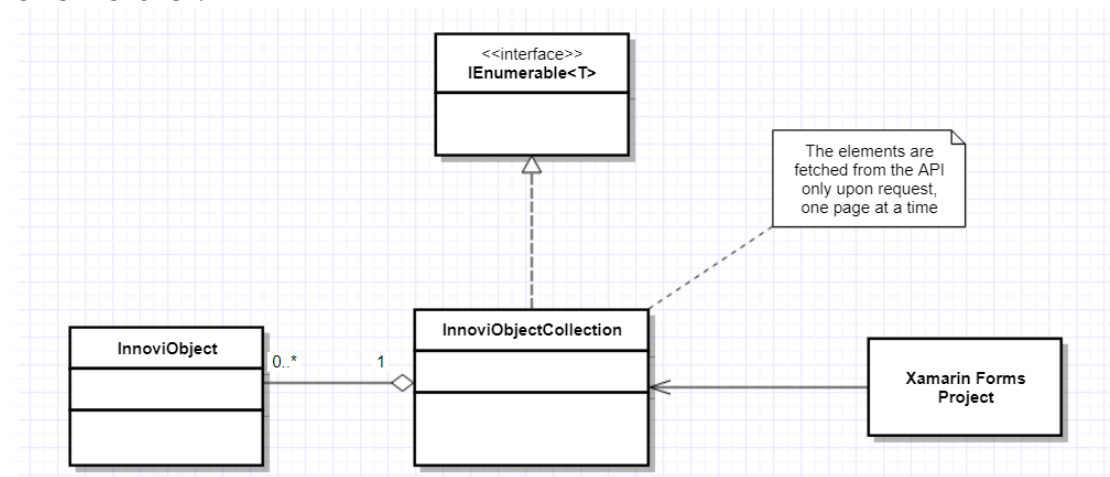 <<interface>>
IEnumerable<T>
The elements are
fetched from the API
only upon request,
one page at a time
InnoviObjectCollection
InnoviObject
0..*
1
Xamarin Forms
Project